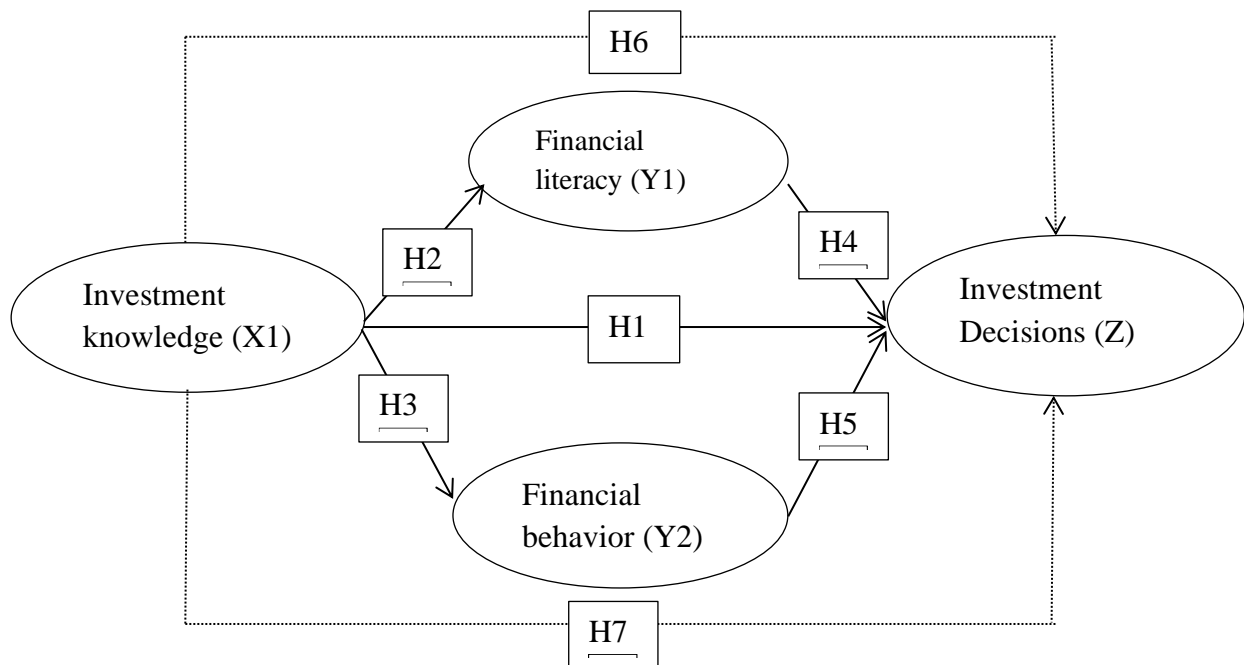 H6
Financial
literacy (Y1)
H2
H4
Investment
knowledge (X1)
H1
Investment
Decisions (Z)
H3
H5
Financial
behavior (Y2)
H7